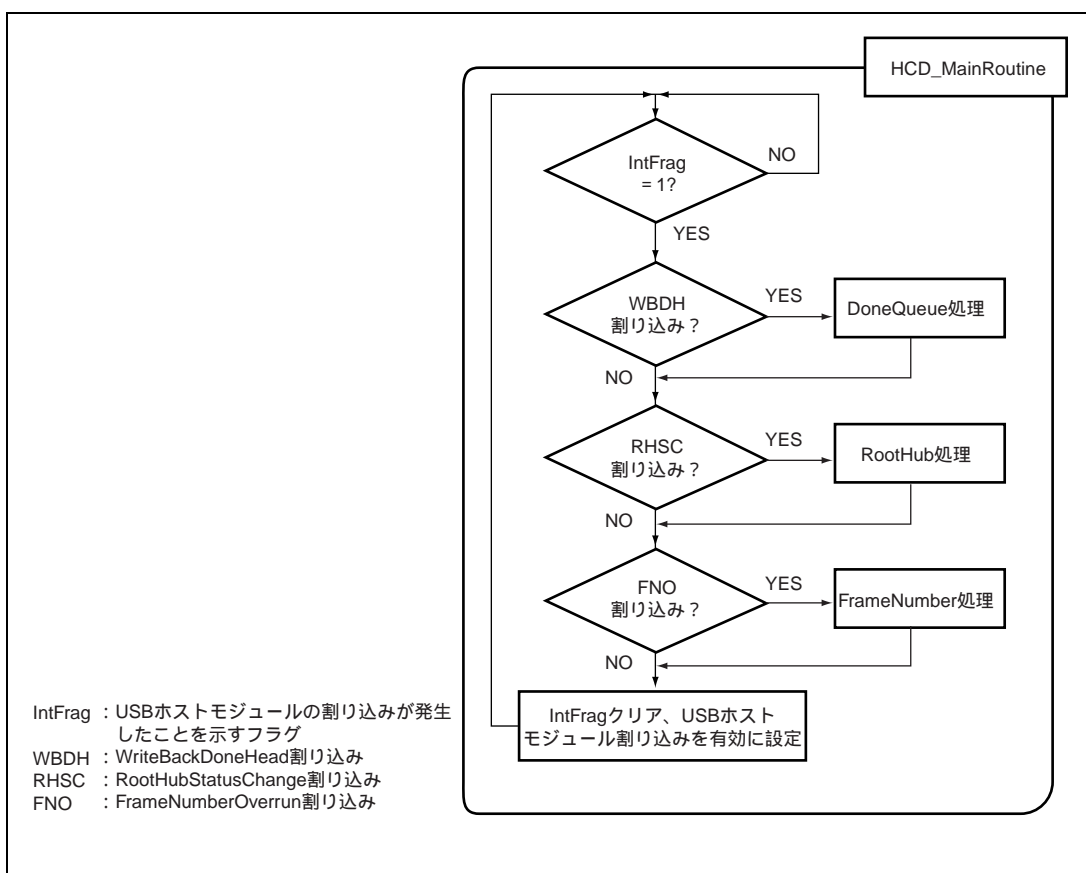 HCD_MainRoutine
IntFrag
= 1?
NO
YES
WBDH
割り込み？
YES
DoneQueue処理
NO
RHSC
割り込み？
YES
RootHub処理
NO
FNO
割り込み？
YES
FrameNumber処理
NO
IntFragクリア、USBホスト
モジュール割り込みを有効に設定
IntFrag ：USBホストモジュールの割り込みが発生
したことを示すフラグ
WBDH ：WriteBackDoneHead割り込み
RHSC ：RootHubStatusChange割り込み
FNO ：FrameNumberOverrun割り込み